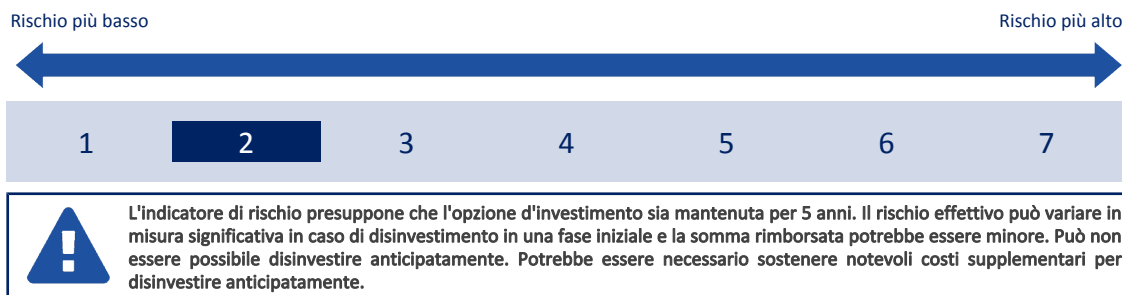 Rischio più basso Rischio più alto
1 2 3 4 5 6 7
L'indicatore di rischio presuppone che l'opzione d'investimento sia mantenuta per 5 anni. Il rischio effettivo può variare in
misura significativa in caso di disinvestimento in una fase iniziale e la somma rimborsata potrebbe essere minore. Può non
essere possibile disinvestire anticipatamente. Potrebbe essere necessario sostenere notevoli costi supplementari per
disinvestire anticipatamente.